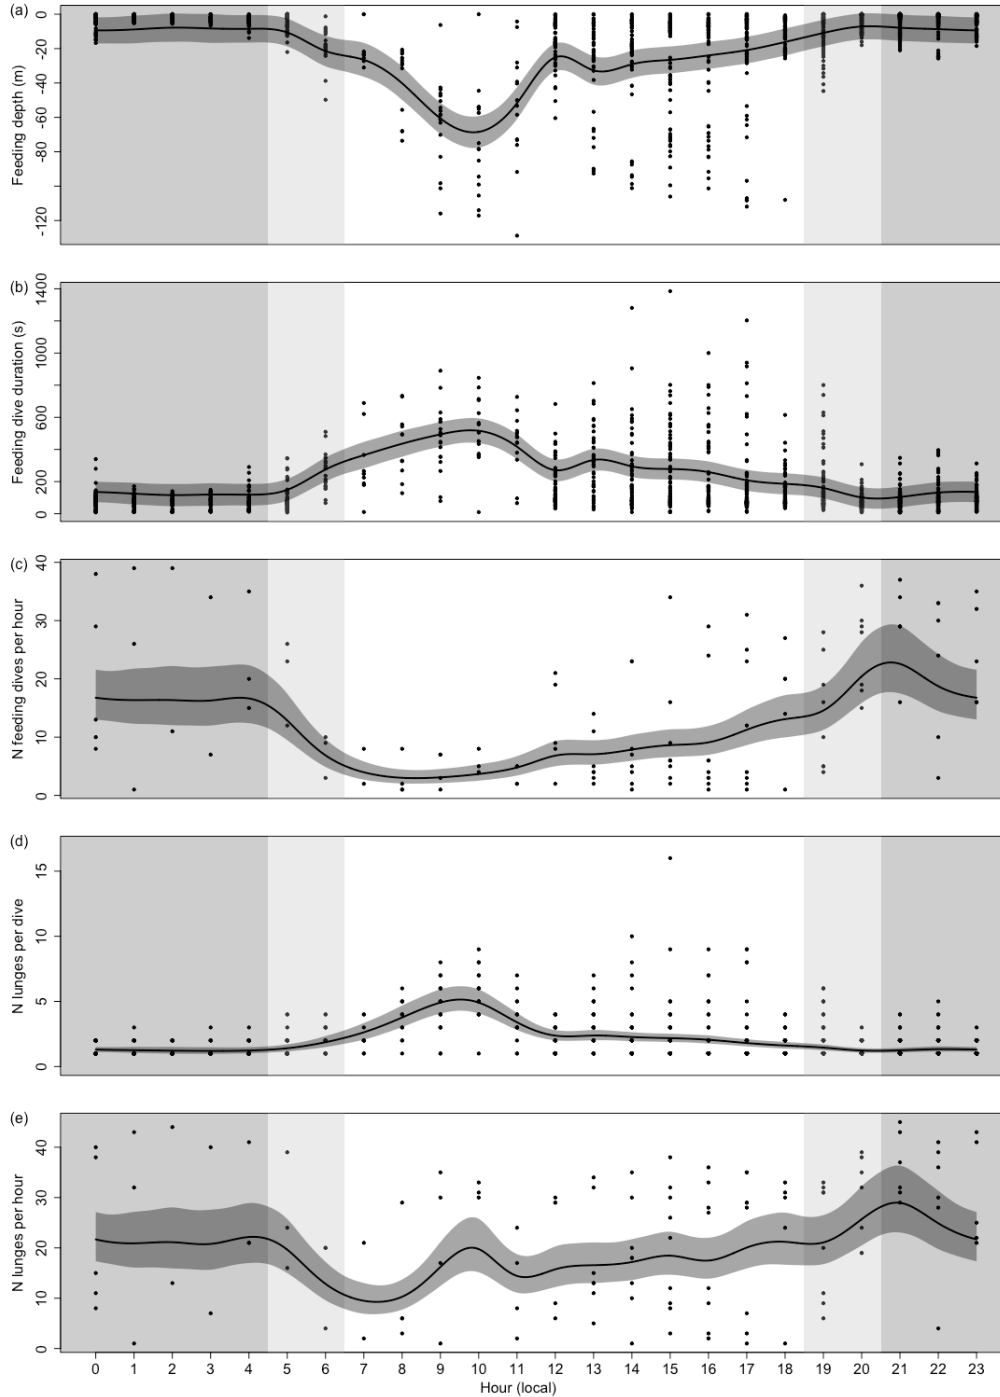 (a)
Feeding depth (m)
0
20
40
60
-80
-120
(b)
Feeding dive duration (s)
1400
1000
600
200
0
(c)
N feeding dives per hour
40
30
20
10
0
(d)
N lunges per dive
15
10
5
0
(e)
N lunges per hour
40
30
20
10
0
0 1 2 3 4 5 6 7 8 9 10 11 12 13 14 15 16 17 18 19 20 21 22 23
Hour (local)